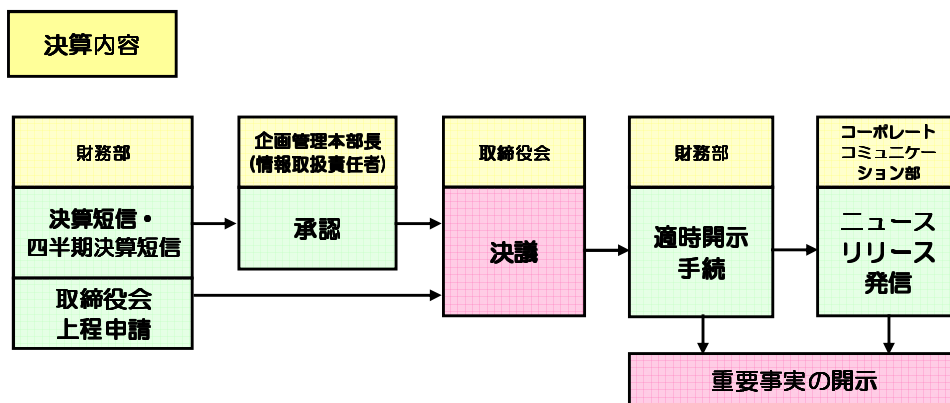 決算内容
財務部
決算短信・
四半期決算短信
取締役会
上程申請
企画管理本部長
(情報取扱責任者)
承認
取締役会
決議
財務部
適時開示
手続
コーポレート
コミュニケー
ション部
ニュース
リリース
発信
重要事実の開示